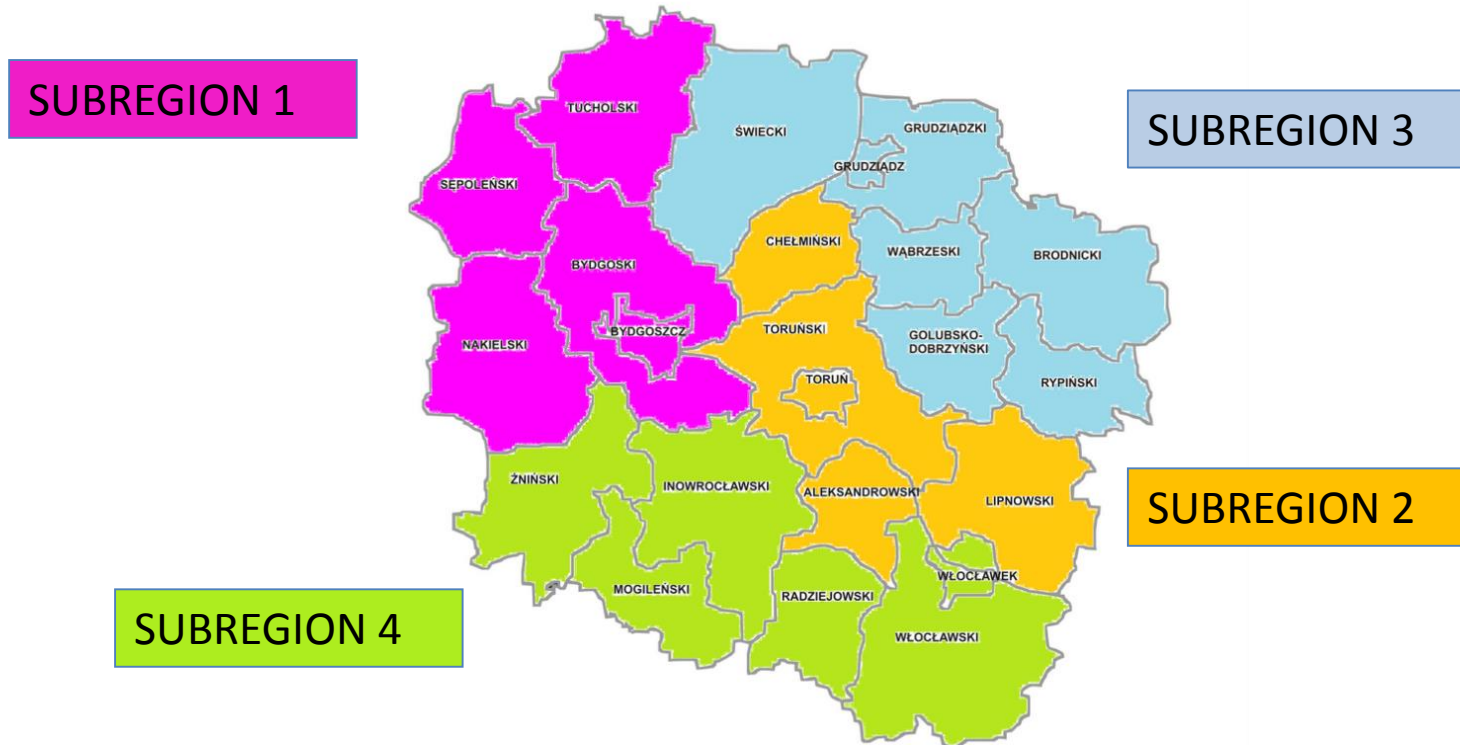 SUBREGION 1
SUBREGION 3
TUCHOLSKI
ŚWIECKI
GRUDZIĄDZKI
GRUDZIĄDZ
SĘPOLEŃSKI
CHEŁMIŃSKI
WĄBRZESKI
BRODNICKI
BYDGOSKI
BYDGOSZCZ
TORUŃSKI
GOLUBSKO-
DOBRZYŃSKI
NAKIELSKI
TORUŃ
RYPIŃSKI
ŻNIŃSKI
INOWROCŁAWSKI
ALEKSANDROWSKI
LIPNOWSKI
SUBREGION 2
WŁOCŁAWEK
MOGILEŃSKI
RADZIEJOWSKI
SUBREGION 4
WŁOCŁAWSKI